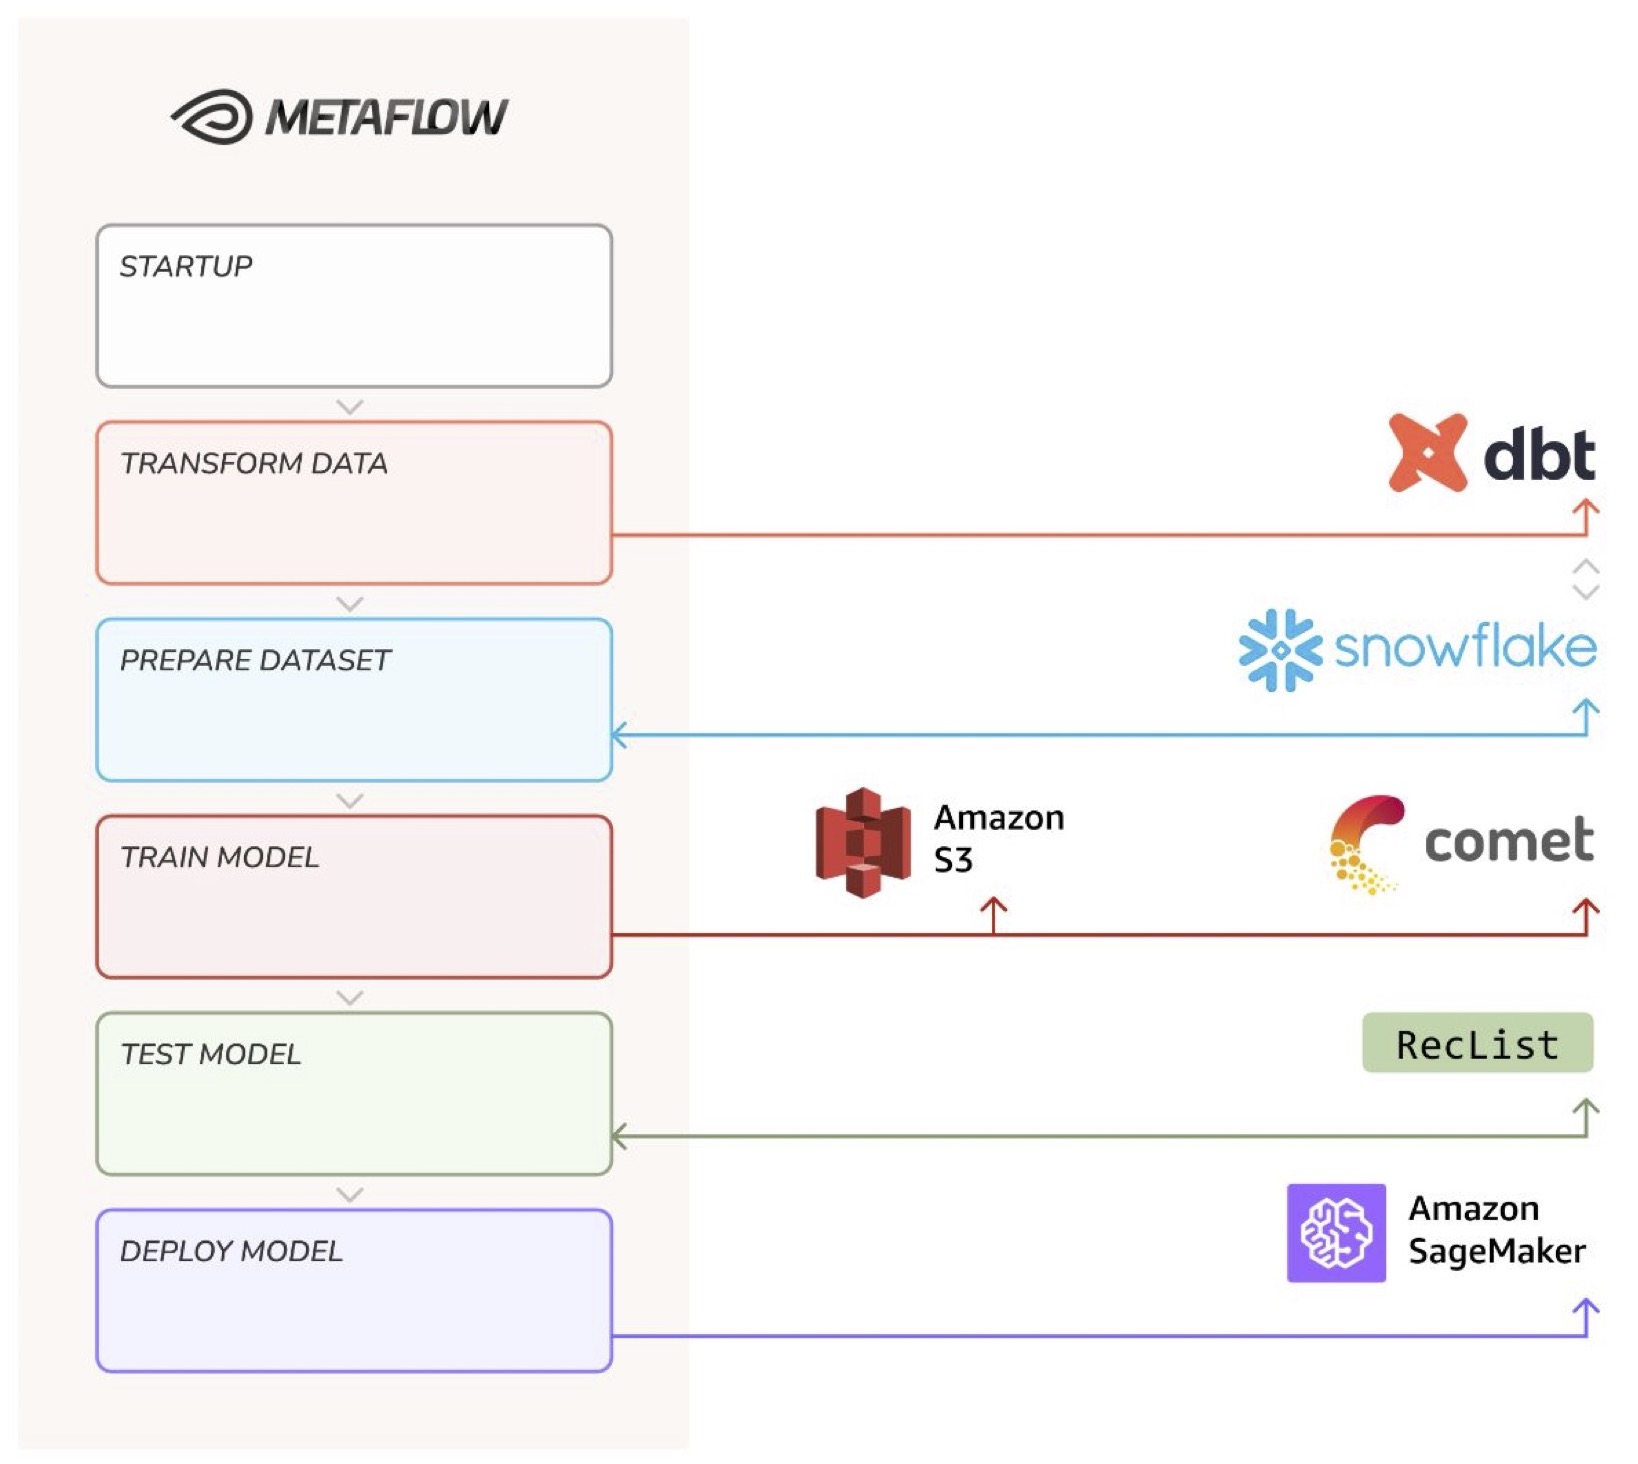 METAFLOW
STARTUP
TRANSFORM DATA
dbt
PREPARE DATASET
snowflake
TRAIN MODEL
Amazon
S3
comet
TEST MODEL
RecList
DEPLOY MODEL
Amazon
SageMaker